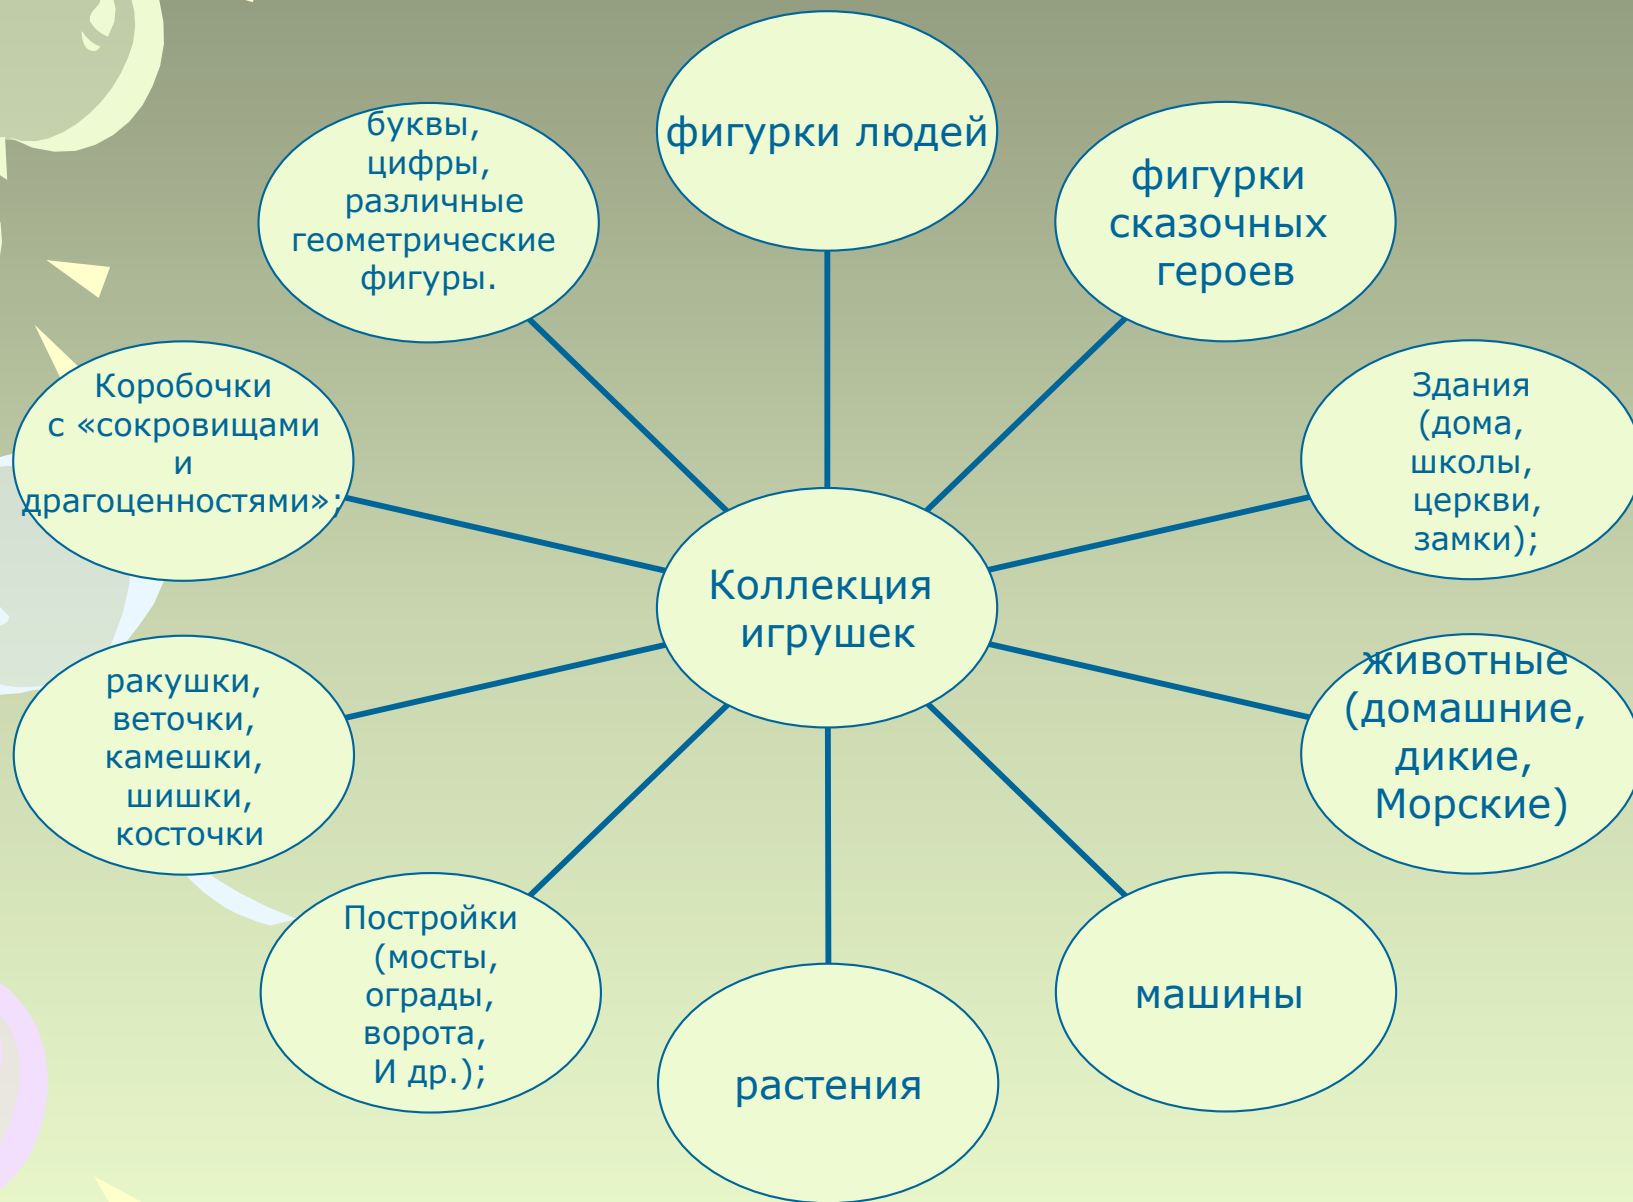 фигурки людей
фигурки
сказочных
героев
Здания
(дома,
школы,
церкви,
замки);
животные
(домашние,
дикие,
Морские)
машины
растения
Постройки
(мосты,
ограды,
ворота,
И др.);
ракушки,
веточки,
камешки,
шишки,
косточки
Коробочки
с «сокровищами
и
драгоценностями»;
буквы,
цифры,
различные
геометрические
фигуры.
Коллекция
игрушек